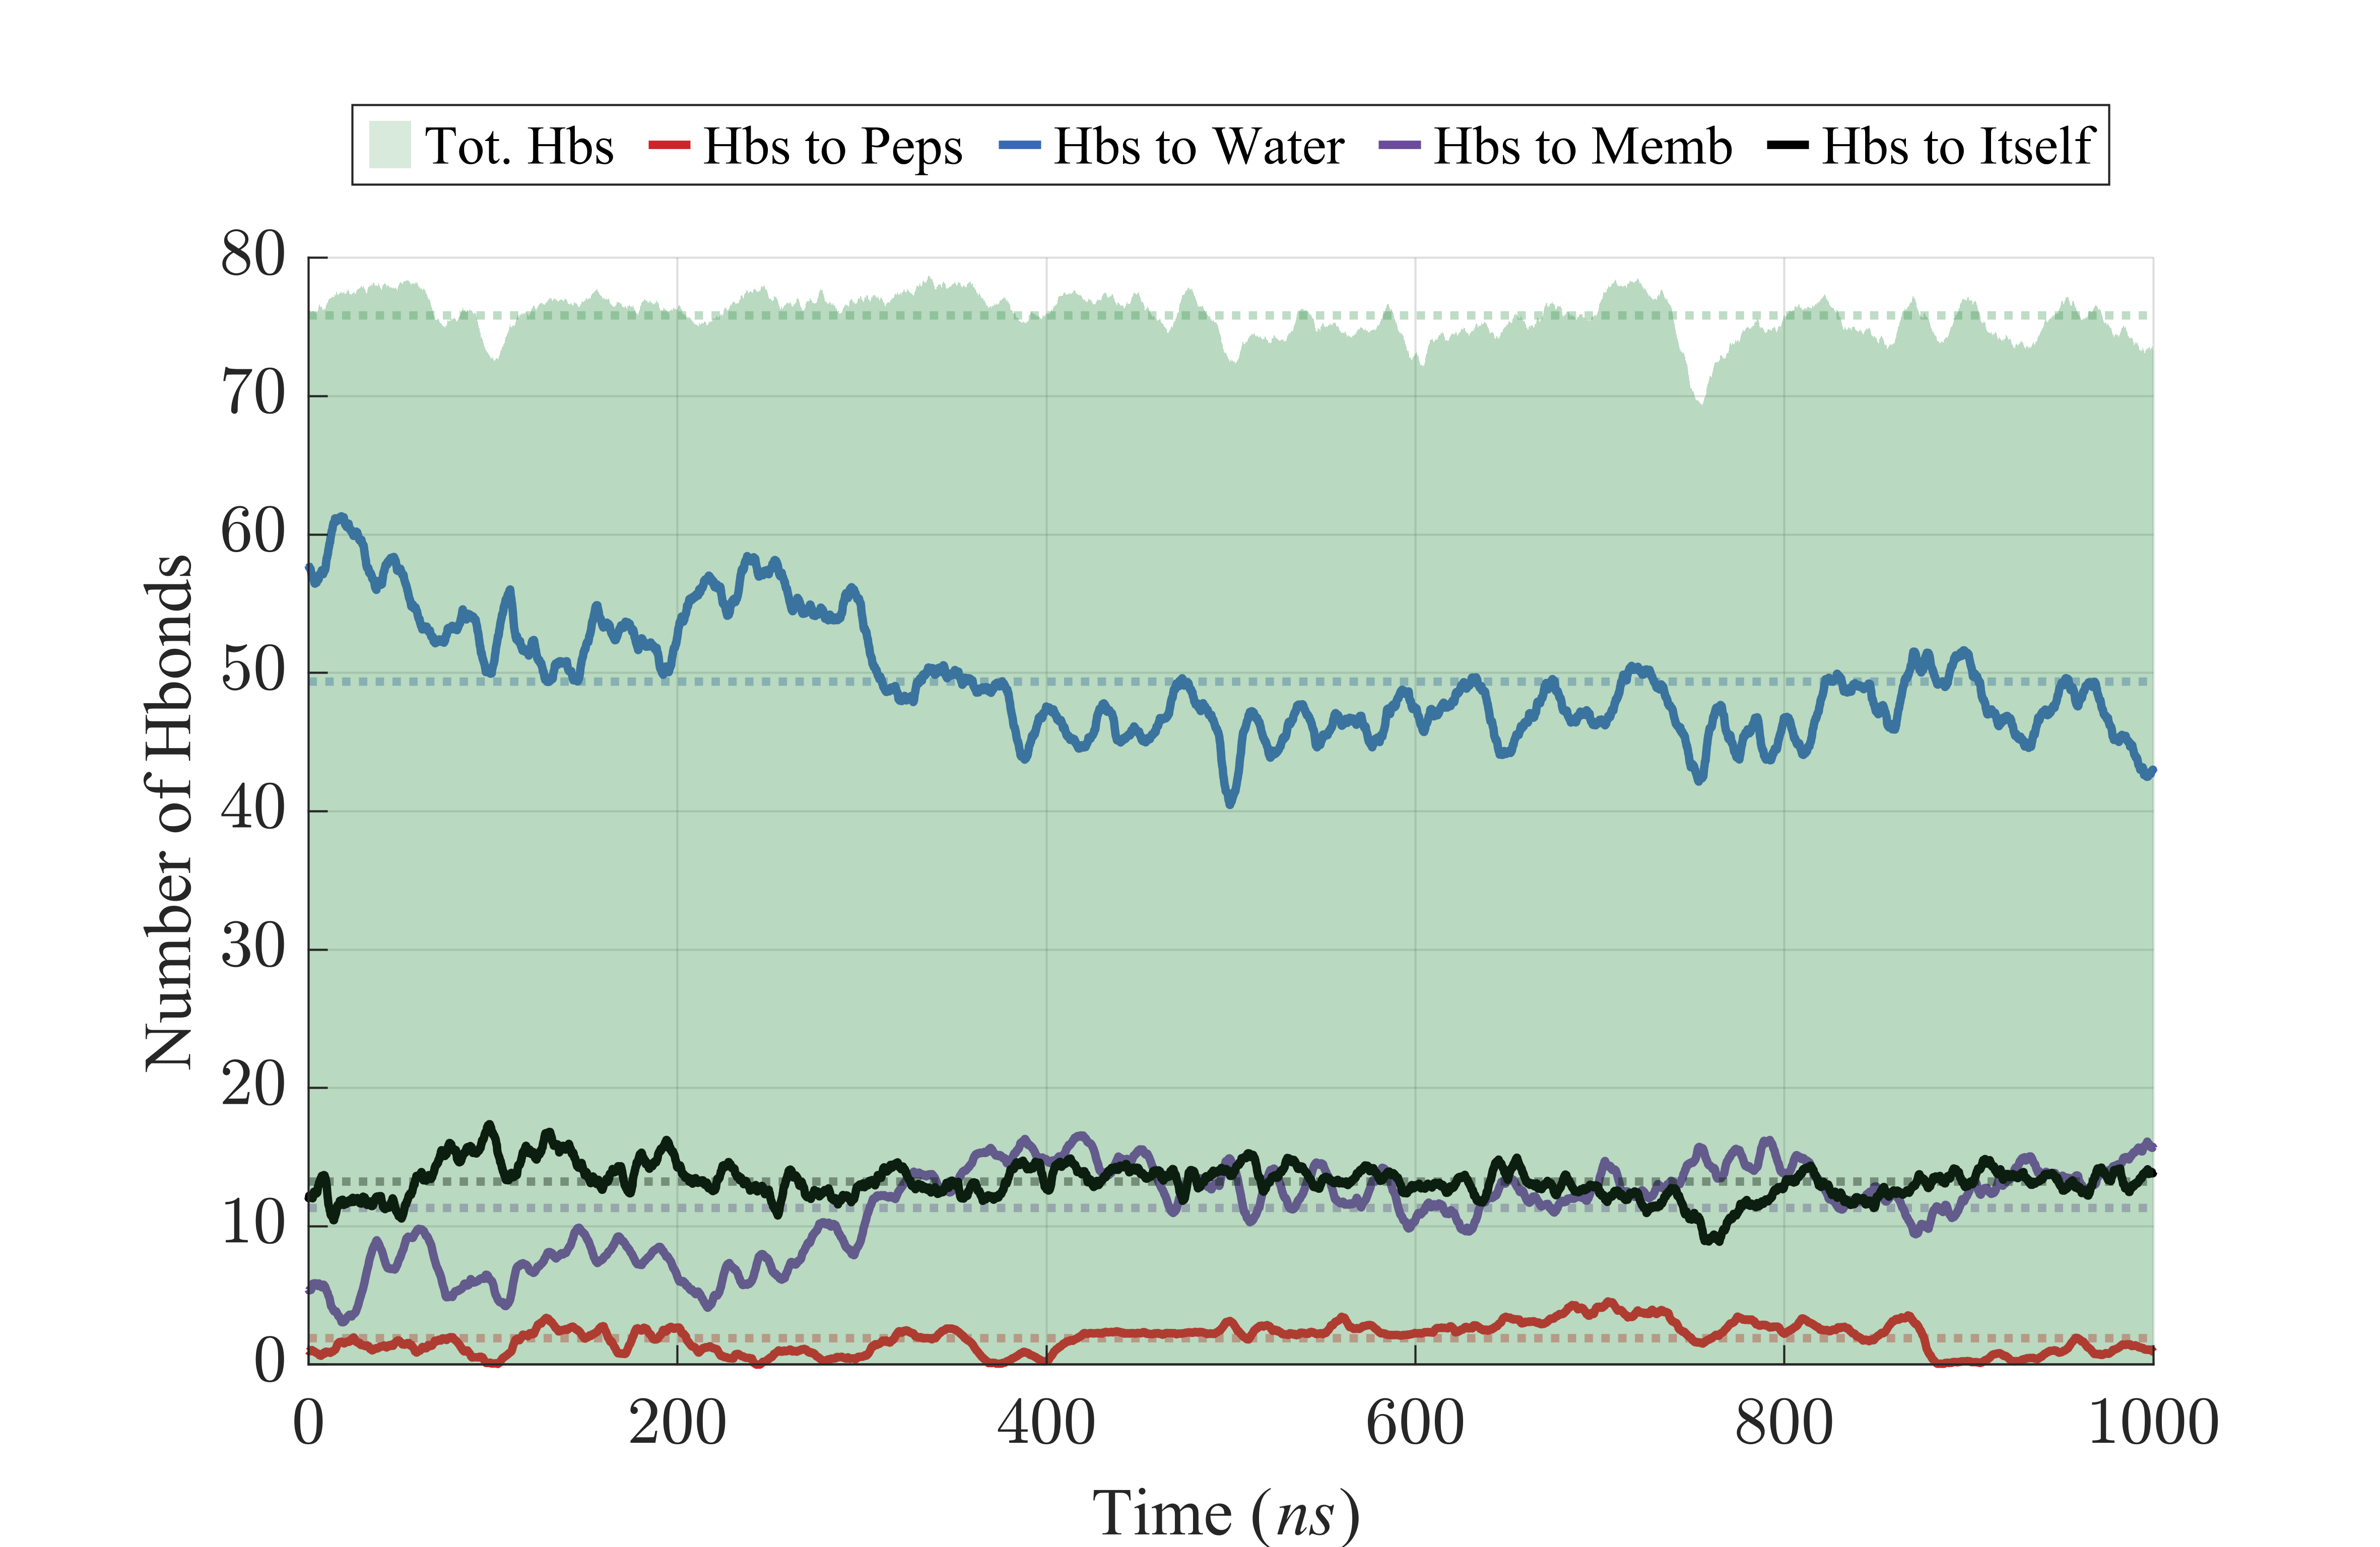 Tot. Hbs Hbs to Peps Hbs to Water Hbs to Memb Hbs to Itself
80
70
60
50
40
30
20
10
0
Number of Hbonds
0 200 400 600 800 1000
Time (ns)